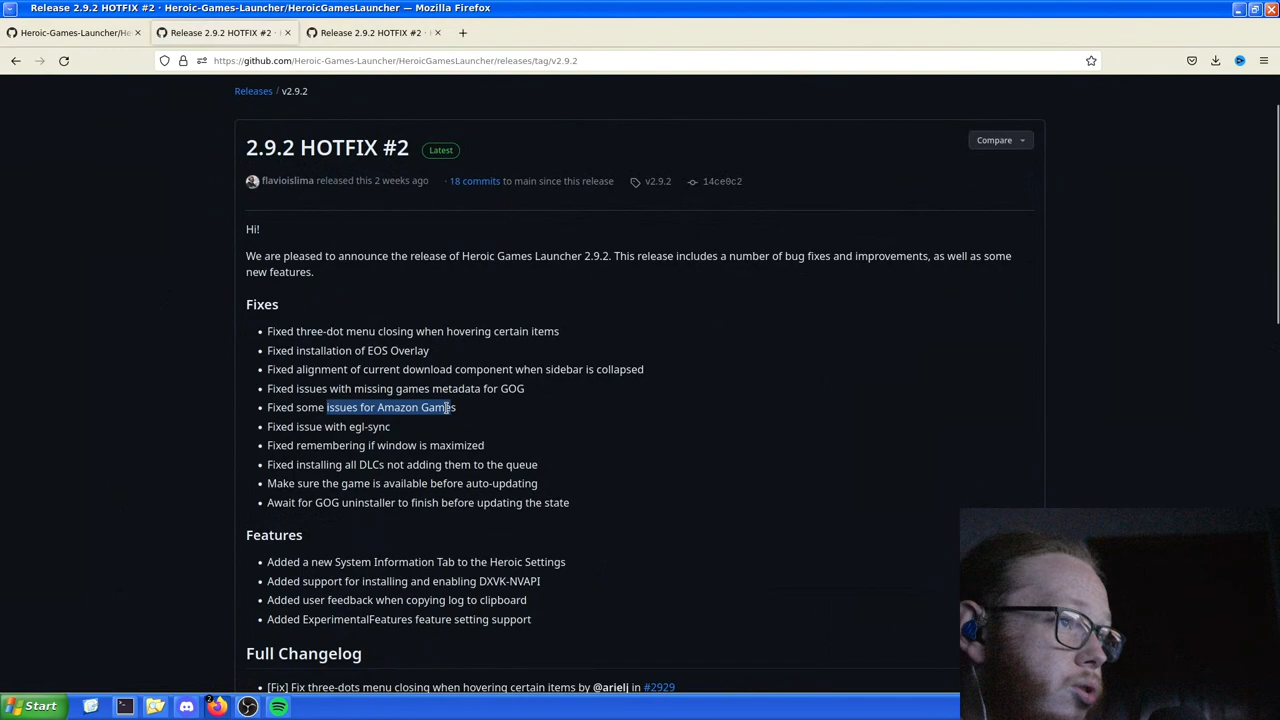 Release 2.9.2 HOTFIX #2 · Heroic-Games-Launcher/HeroicGamesLauncher — Mozilla Firefox
Heroic-Games-Launcher/He
Release 2.9.2 HOTFIX #2 ·
Release 2.9.2 HOTFIX #2 ·
https://github.com/Heroic-Games-Launcher/HeroicGamesLauncher/releases/tag/v2.9.2
Releases / v2.9.2
2.9.2 HOTFIX #2 Latest
Compare
flavioislima released this 2 weeks ago · 18 commits to main since this release v2.9.2 14ce0c2
Hi!
We are pleased to announce the release of Heroic Games Launcher 2.9.2. This release includes a number of bug fixes and improvements, as well as some
new features.
Fixes
• Fixed three-dot menu closing when hovering certain items
• Fixed installation of EOS Overlay
• Fixed alignment of current download component when sidebar is collapsed
• Fixed issues with missing games metadata for GOG
• Fixed some issues for Amazon Games
• Fixed issue with egl-sync
• Fixed remembering if window is maximized
• Fixed installing all DLCs not adding them to the queue
• Make sure the game is available before auto-updating
• Await for GOG uninstaller to finish before updating the state
Features
• Added a new System Information Tab to the Heroic Settings
• Added support for installing and enabling DXVK-NVAPI
• Added user feedback when copying log to clipboard
• Added ExperimentalFeatures feature setting support
Full Changelog
• [Fix] Fix three-dots menu closing when hovering certain items by @arielj in #2929
Start
2